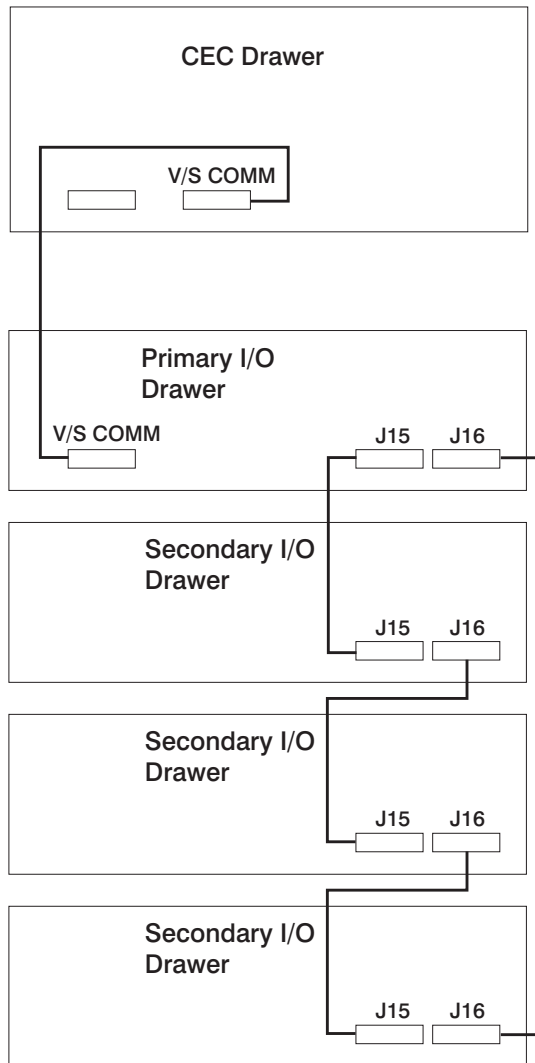 CEC Drawer
V/S COMM
Primary I/O
Drawer
V/S COMM
J15 J16
Secondary I/O
Drawer
J15 J16
Secondary I/O
Drawer
J15 J16
Secondary I/O
Drawer
J15 J16